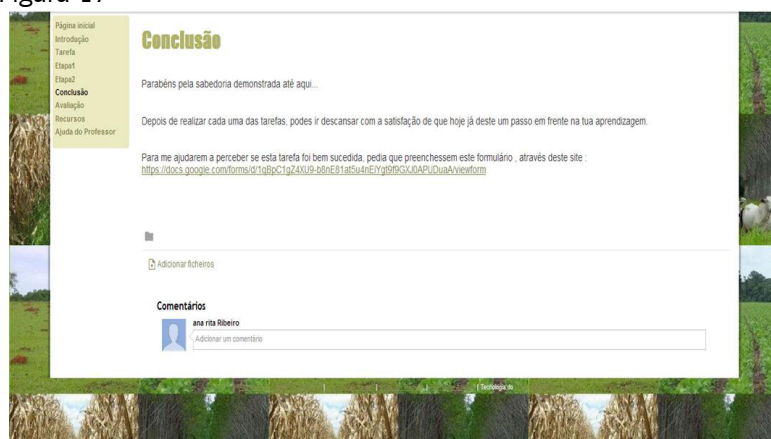 Página inicial
Introdução
Tarefa
Etapa1
Etapa2
Conclusão
Avaliação
Recursos
Ajuda do Professor
Conclusão
Parabéns pela sabedoria demonstrada até aqui...
Depois de realizar cada uma das tarefas, podes ir descansar com a satisfação de que hoje já deste um passo em frente na tua aprendizagem.
Para me ajudarem a perceber se esta tarefa foi bem sucedida, pedia que preenchessem este formulário , através deste site :
https://docs.google.com/forms/d/1qBpC1gZ4XU9-b8nE81at5u4nEiYgt9f9GXJ0APUDuaA/viewform
Adicionar ficheiros
Comentários
ana rita Ribeiro
Adicionar um comentário
| | | | Tecnologia do